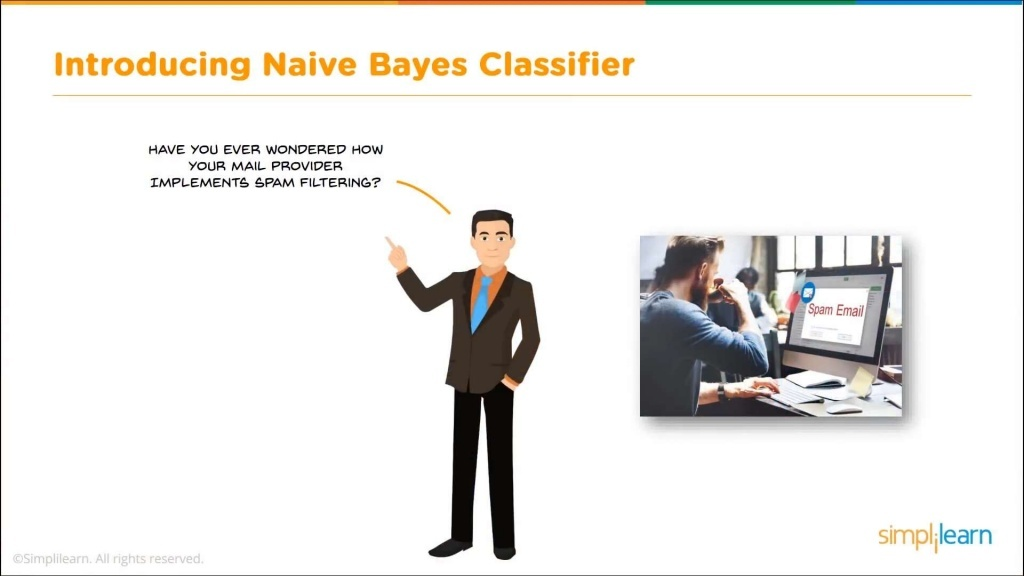 Introducing Naive Bayes Classifier
HAVE YOU EVER WONDERED HOW
YOUR MAIL PROVIDER
IMPLEMENTS SPAM FILTERING?
Spam Email
simplilearn
©Simplilearn. All rights reserved.